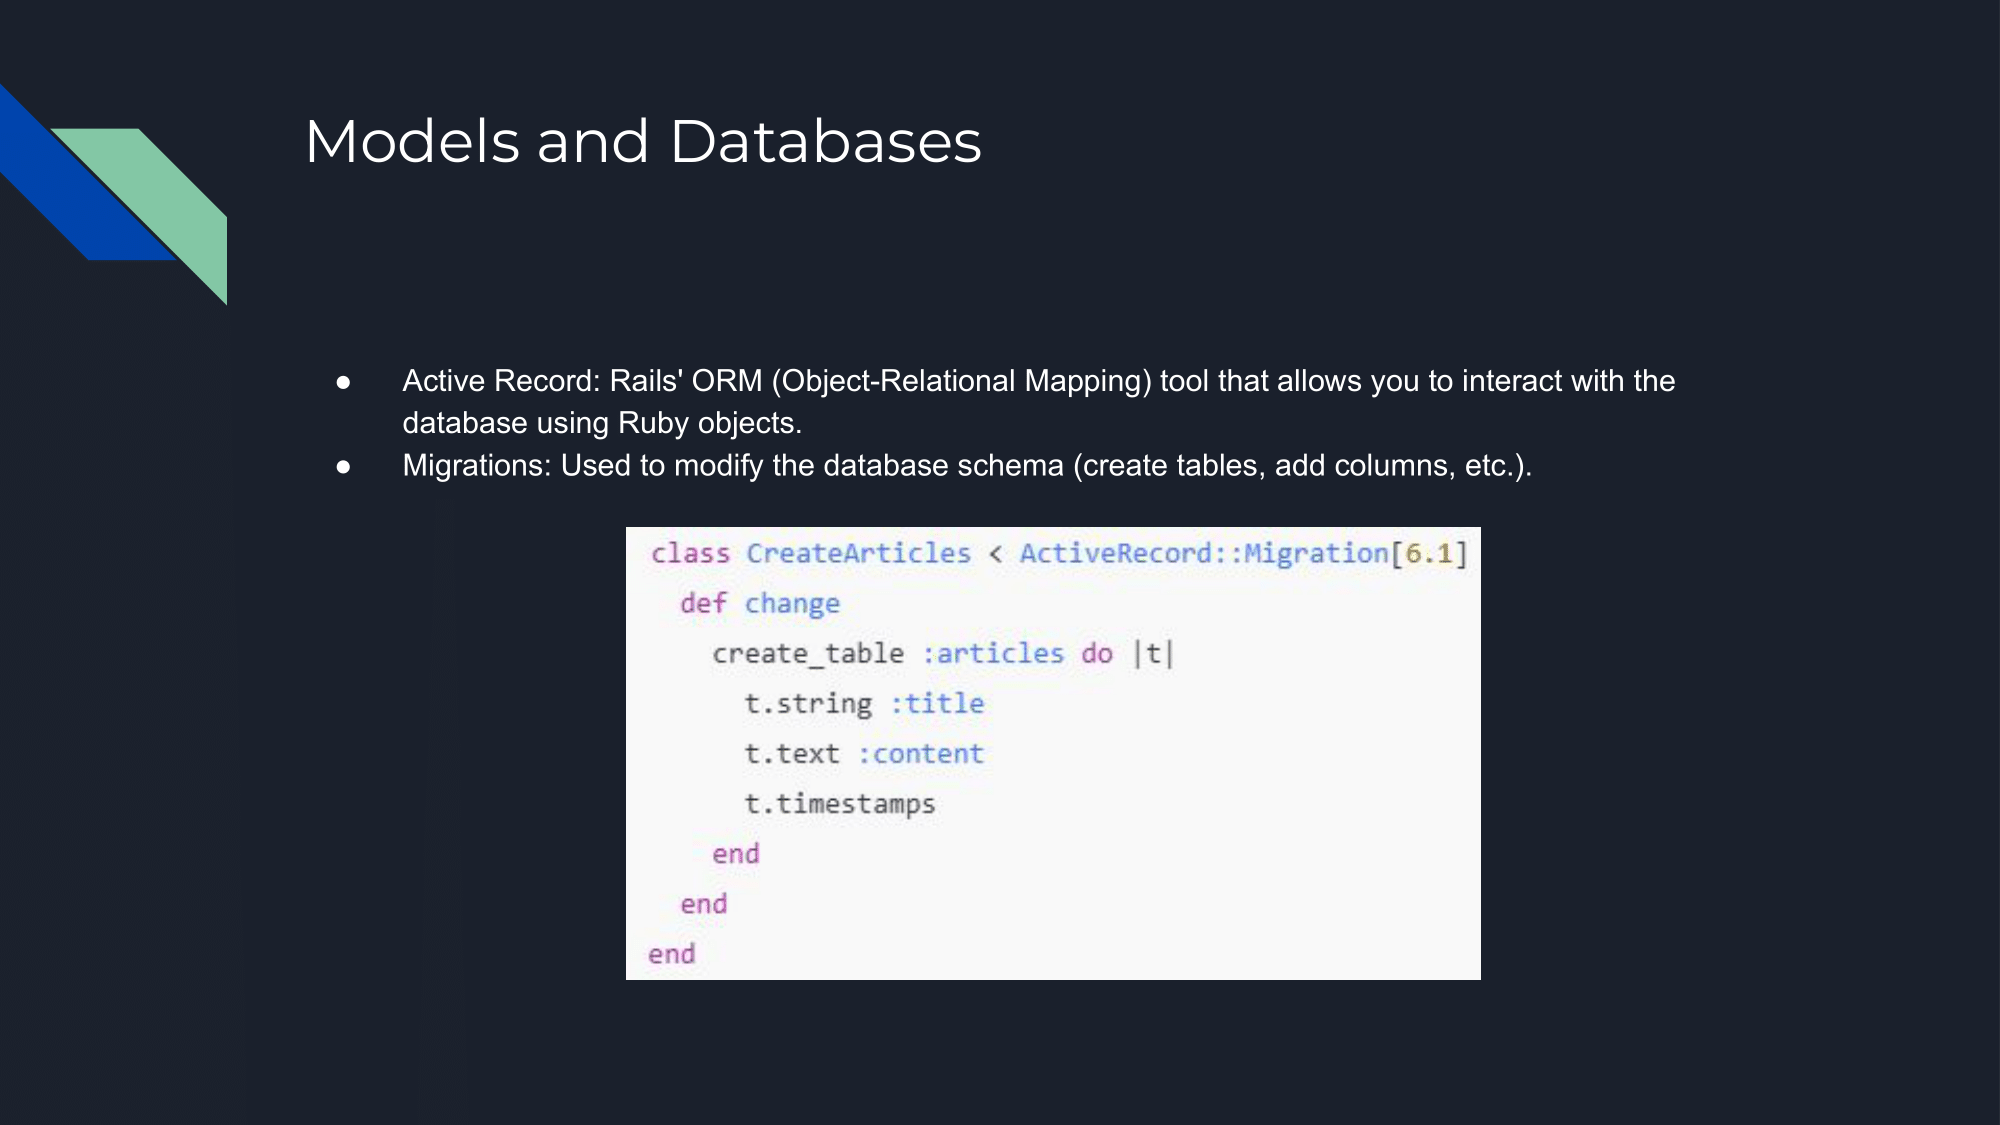 Models and Databases
● Active Record: Rails' ORM (Object-Relational Mapping) tool that allows you to interact with the
database using Ruby objects.
● Migrations: Used to modify the database schema (create tables, add columns, etc.).
class CreateArticles < ActiveRecord::Migration[6.1]
  def change
    create_table :articles do |t|
      t.string :title
      t.text :content
      t.timestamps
    end
  end
end